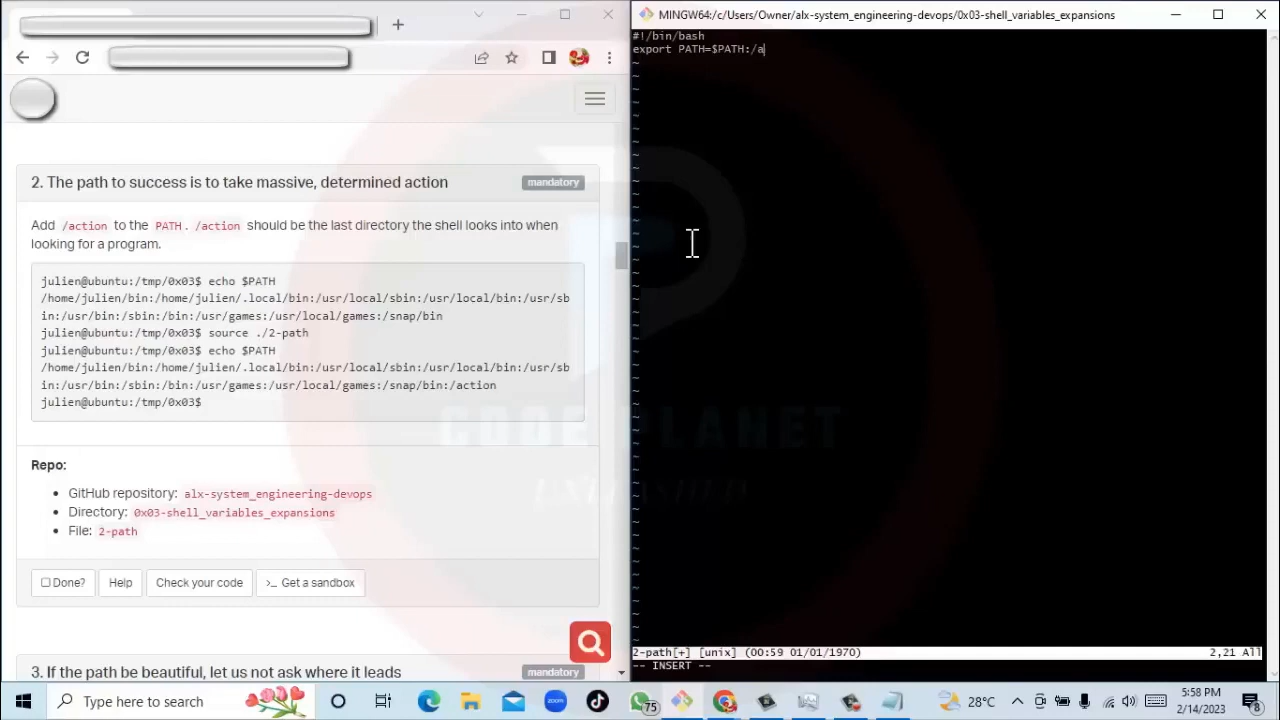 MINGW64:/c/Users/Owner/alx-system_engineering-devops/0x03-shell_variables_expansions
2. The path to success is to take massive, determined action
mandatory
Add /action to the PATH. /action should be the last directory the shell looks into when
looking for a program.
julien@ubuntu:/tmp/0x03$ echo $PATH
/home/julien/bin:/home/julien/.local/bin:/usr/local/sbin:/usr/local/bin:/usr/sb
in:/usr/bin:/sbin:/bin:/usr/games:/usr/local/games:/snap/bin
julien@ubuntu:/tmp/0x03$ source ./2-path
julien@ubuntu:/tmp/0x03$ echo $PATH
/home/julien/bin:/home/julien/.local/bin:/usr/local/sbin:/usr/local/bin:/usr/sb
in:/usr/bin:/sbin:/bin:/usr/games:/usr/local/games:/snap/bin:/action
julien@ubuntu:/tmp/0x03$
Repo:
Github repository: alx-system_engineering-devops
Directory: 0x03-shell_variables_expansions
File: 2-path
Done?
Help
Check your code
>_ Get a sandbox
3. If the path be beautiful, let us not ask where it leads
mandatory
#!/bin/bash
export PATH=$PATH:/a
2-path[+] [unix] (00:59 01/01/1970)
2,21 All
-- INSERT --
PLANET
Type here to search
zoom
75
28°C
5:58 PM
2/14/2023
8